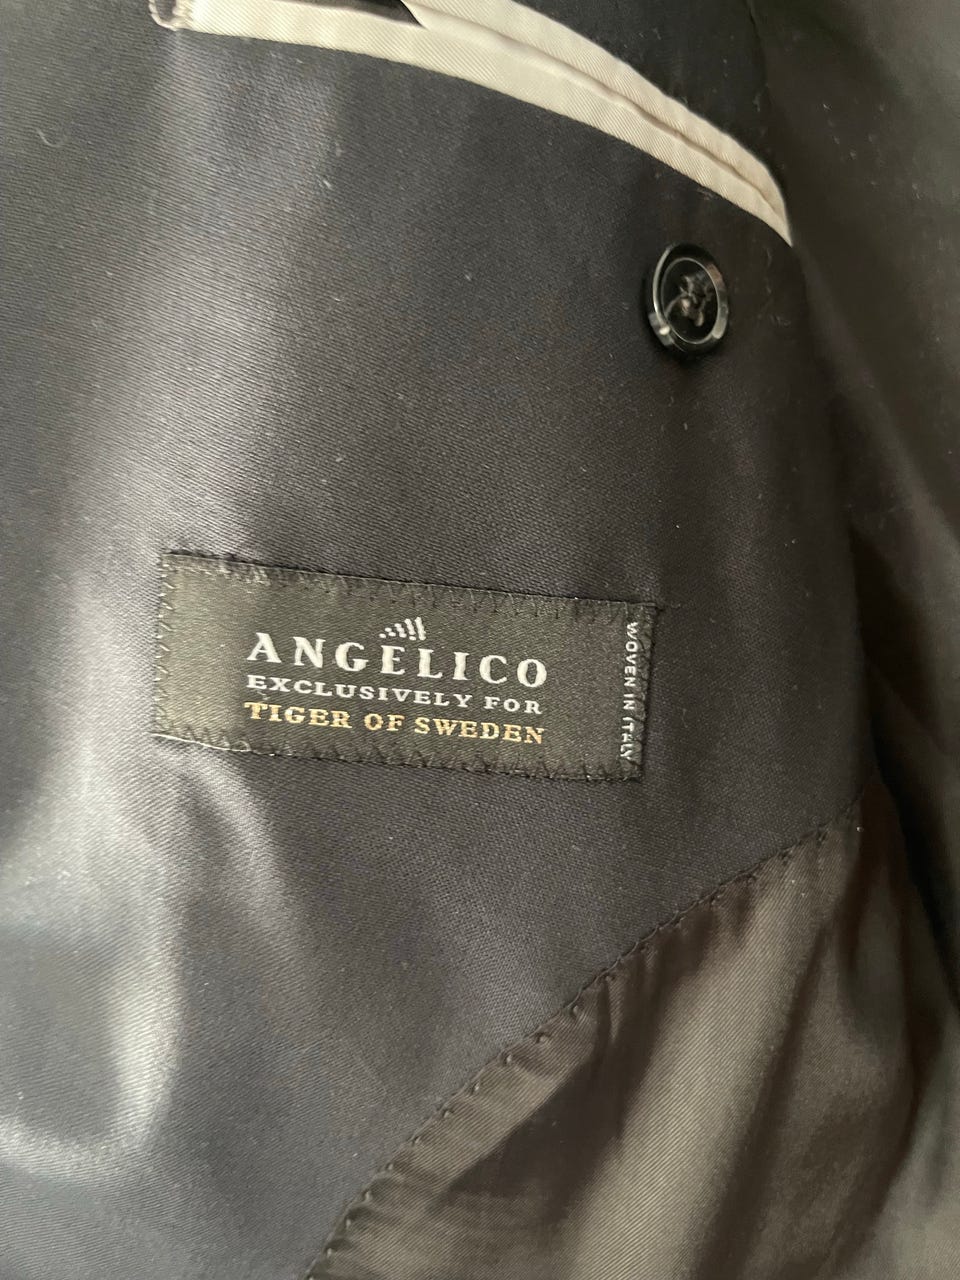 ANGELICO
EXCLUSIVELY FOR
TIGER OF SWEDEN
WOVEN IN ITALY